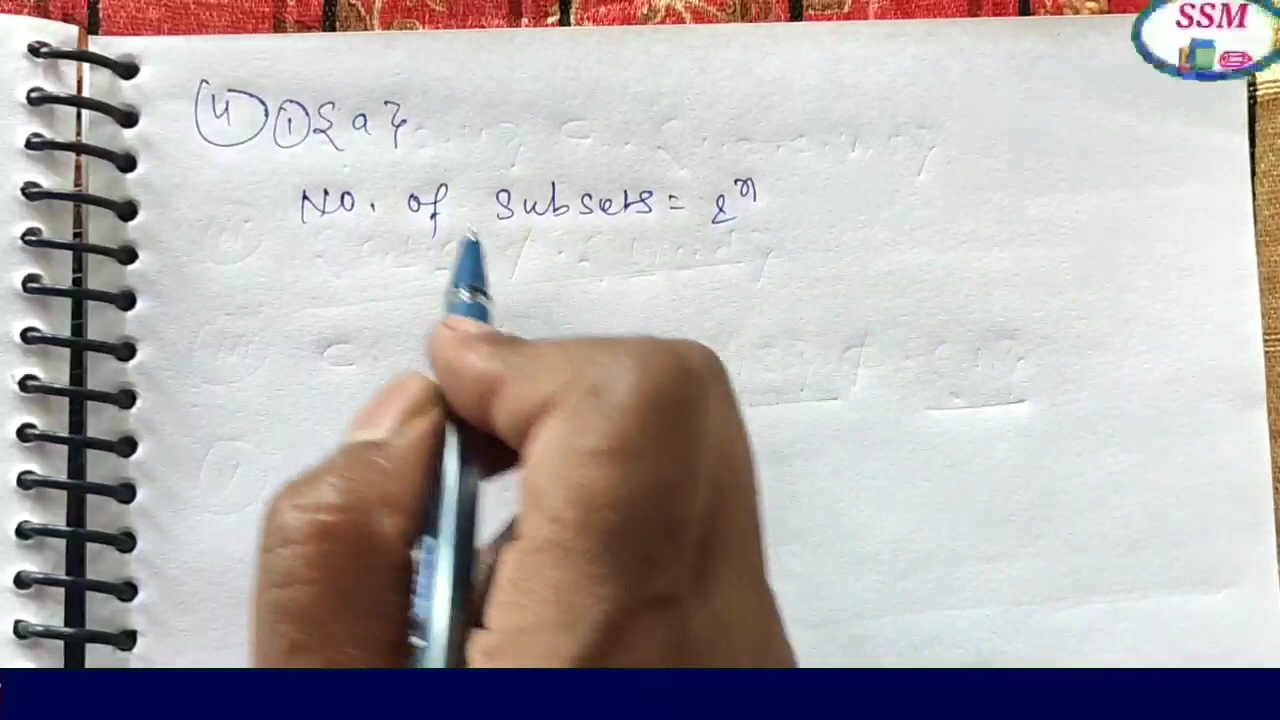 SSM
(4) (1) {a}
No. of subsets = 2ⁿ